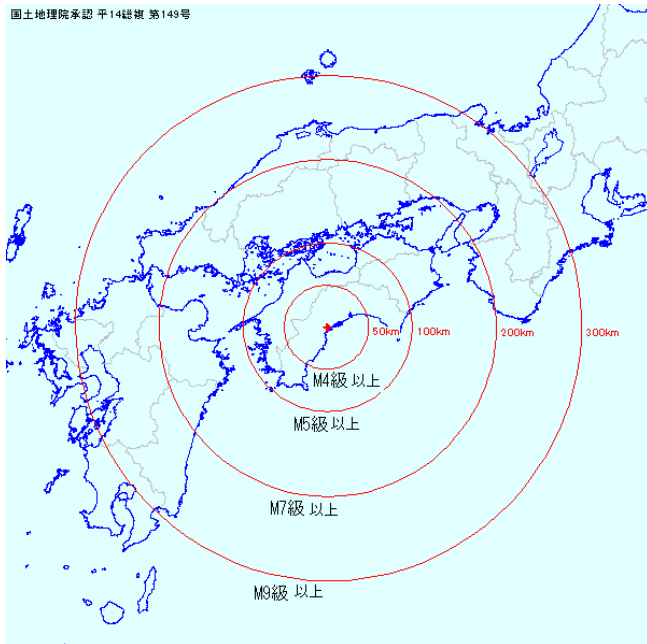 国土地理院承認 平14総複 第149号
50km
100km
200km
300km
M4級 以上
M5級 以上
M7級 以上
M9級 以上